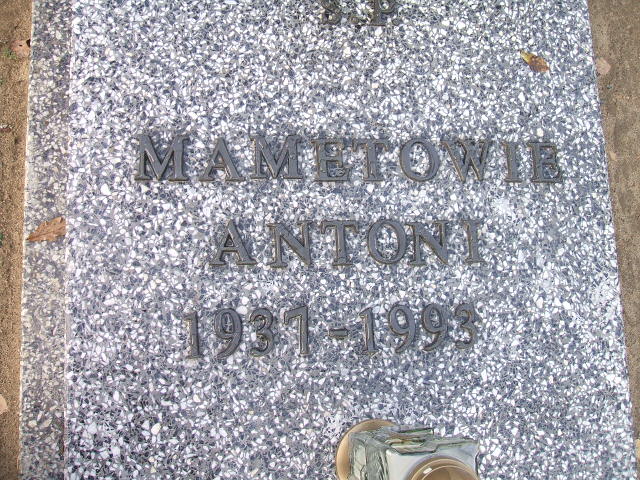 Ś.P.
MAMETOWIE
ANTONI
1937-1993